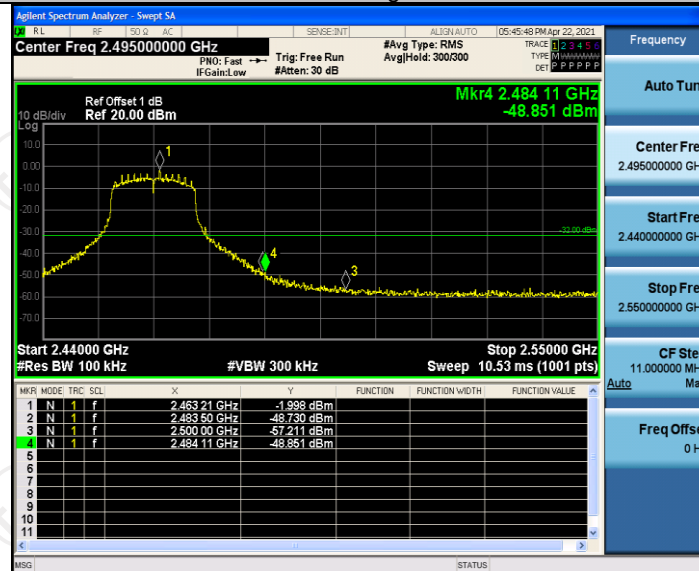 Agilent Spectrum Analyzer - Swept SA
RL RF 50 Ω AC SENSE:INT ALIGN AUTO 05:45:48 PM Apr 22, 2021
Center Freq 2.495000000 GHz #Avg Type: RMS TRACE 1 2 3 4 5 6
PNO: Fast Trig: Free Run Avg|Hold: 300/300 TYPE M
IFGain:Low #Atten: 30 dB DET P P P P P P
Ref Offset 1 dB Mkr4 2.484 11 GHz
10 dB/div Ref 20.00 dBm -48.851 dBm
Log
10.0
0.00
-10.0
-20.0
-30.0
-40.0
-50.0
-60.0
-70.0
1
4
3
-32.00 dBm
Start 2.44000 GHz Stop 2.55000 GHz
#Res BW 100 kHz #VBW 300 kHz Sweep 10.53 ms (1001 pts)
MKR MODE TRC SCL X Y FUNCTION FUNCTION WIDTH FUNCTION VALUE
1 N 1 f 2.463 21 GHz -1.998 dBm
2 N 1 f 2.483 50 GHz -48.730 dBm
3 N 1 f 2.500 00 GHz -57.211 dBm
4 N 1 f 2.484 11 GHz -48.851 dBm
5
6
7
8
9
10
11
MSG STATUS
Frequency
Auto Tun
Center Fre
2.495000000 GH
Start Fre
2.440000000 GH
Stop Fre
2.550000000 GH
CF Ste
11.000000 MH
Auto Ma
Freq Offse
0 H